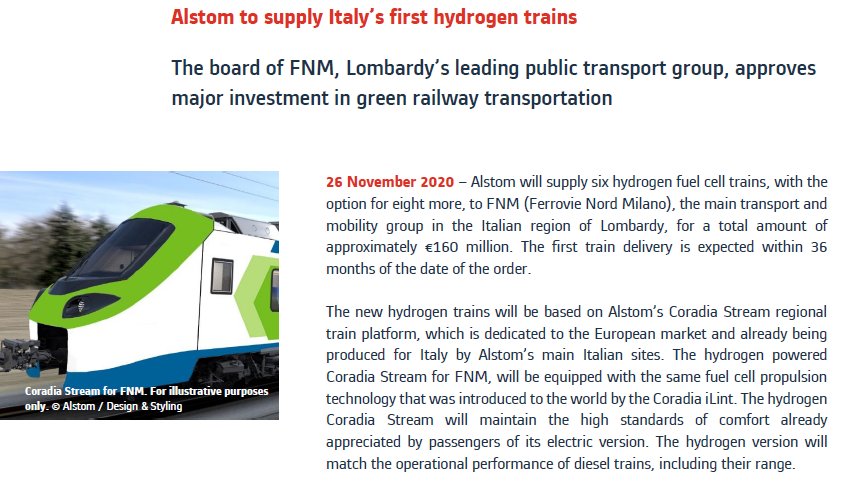 Alstom to supply Italy’s first hydrogen trains
The board of FNM, Lombardy’s leading public transport group, approves
major investment in green railway transportation
26 November 2020 – Alstom will supply six hydrogen fuel cell trains, with the
option for eight more, to FNM (Ferrovie Nord Milano), the main transport and
mobility group in the Italian region of Lombardy, for a total amount of
approximately €160 million. The first train delivery is expected within 36
months of the date of the order.
The new hydrogen trains will be based on Alstom’s Coradia Stream regional
train platform, which is dedicated to the European market and already being
produced for Italy by Alstom’s main Italian sites. The hydrogen powered
Coradia Stream for FNM, will be equipped with the same fuel cell propulsion
technology that was introduced to the world by the Coradia iLint. The hydrogen
Coradia Stream will maintain the high standards of comfort already
appreciated by passengers of its electric version. The hydrogen version will
match the operational performance of diesel trains, including their range.
Coradia Stream for FNM. For illustrative purposes
only. © Alstom / Design & Styling